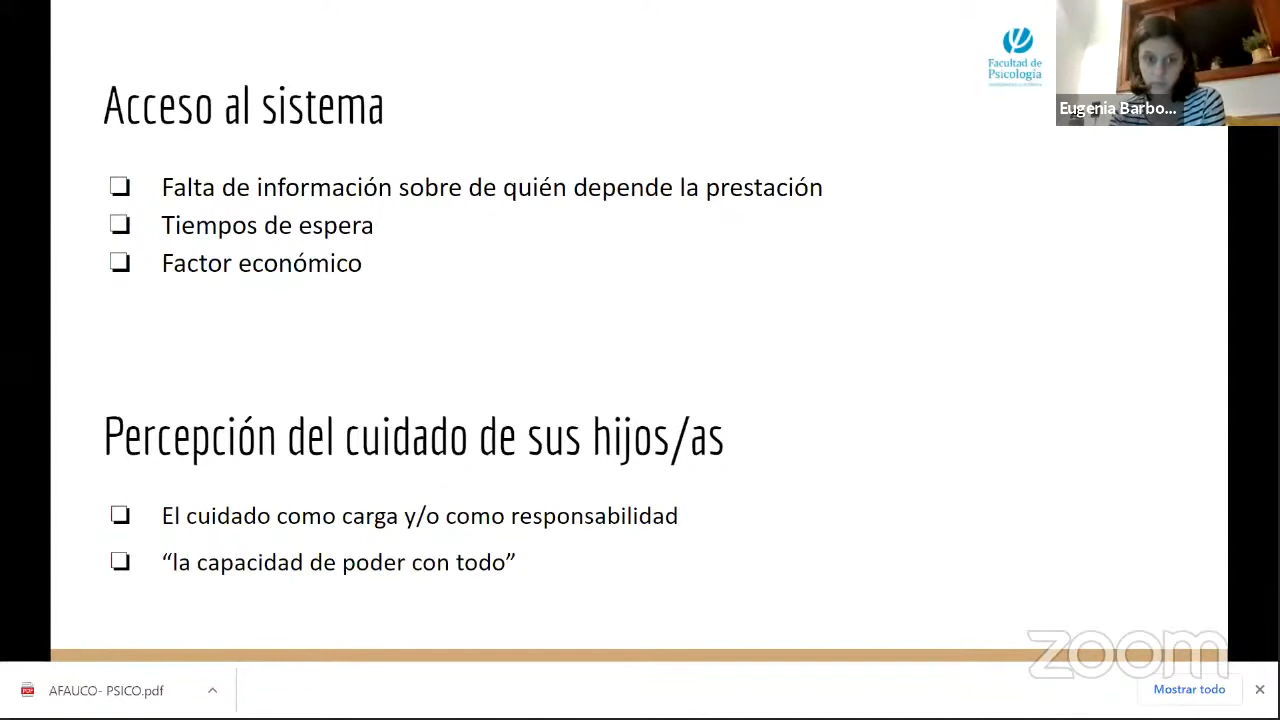 Facultad de
Psicología
Eugenia Barbo...
Acceso al sistema
❑ Falta de información sobre de quién depende la prestación
❑ Tiempos de espera
❑ Factor económico
Percepción del cuidado de sus hijos/as
❑ El cuidado como carga y/o como responsabilidad
❑ “la capacidad de poder con todo”
zoom
PDF
AFAUCO- PSICO.pdf
Mostrar todo